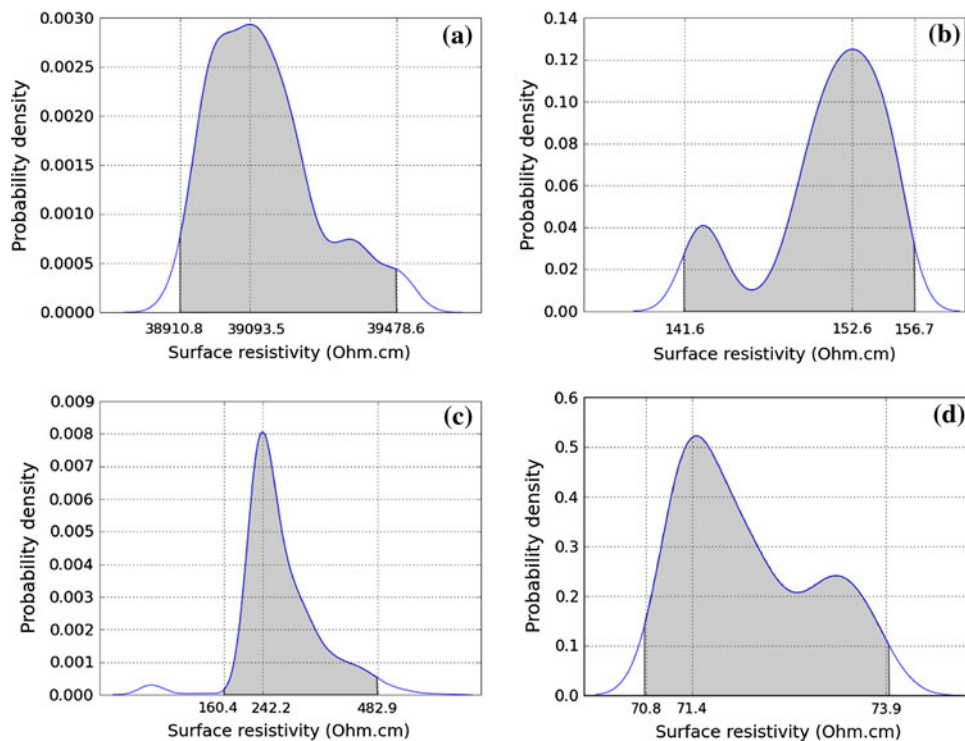 (a)
Probability density
0.0030
0.0025
0.0020
0.0015
0.0010
0.0005
0.0000
38910.8 39093.5 39478.6
Surface resistivity (Ohm.cm)
(b)
Probability density
0.14
0.12
0.10
0.08
0.06
0.04
0.02
0.00
141.6 152.6 156.7
Surface resistivity (Ohm.cm)
(c)
Probability density
0.009
0.008
0.007
0.006
0.005
0.004
0.003
0.002
0.001
0.000
160.4 242.2 482.9
Surface resistivity (Ohm.cm)
(d)
Probability density
0.6
0.5
0.4
0.3
0.2
0.1
0.0
70.8 71.4 73.9
Surface resistivity (Ohm.cm)